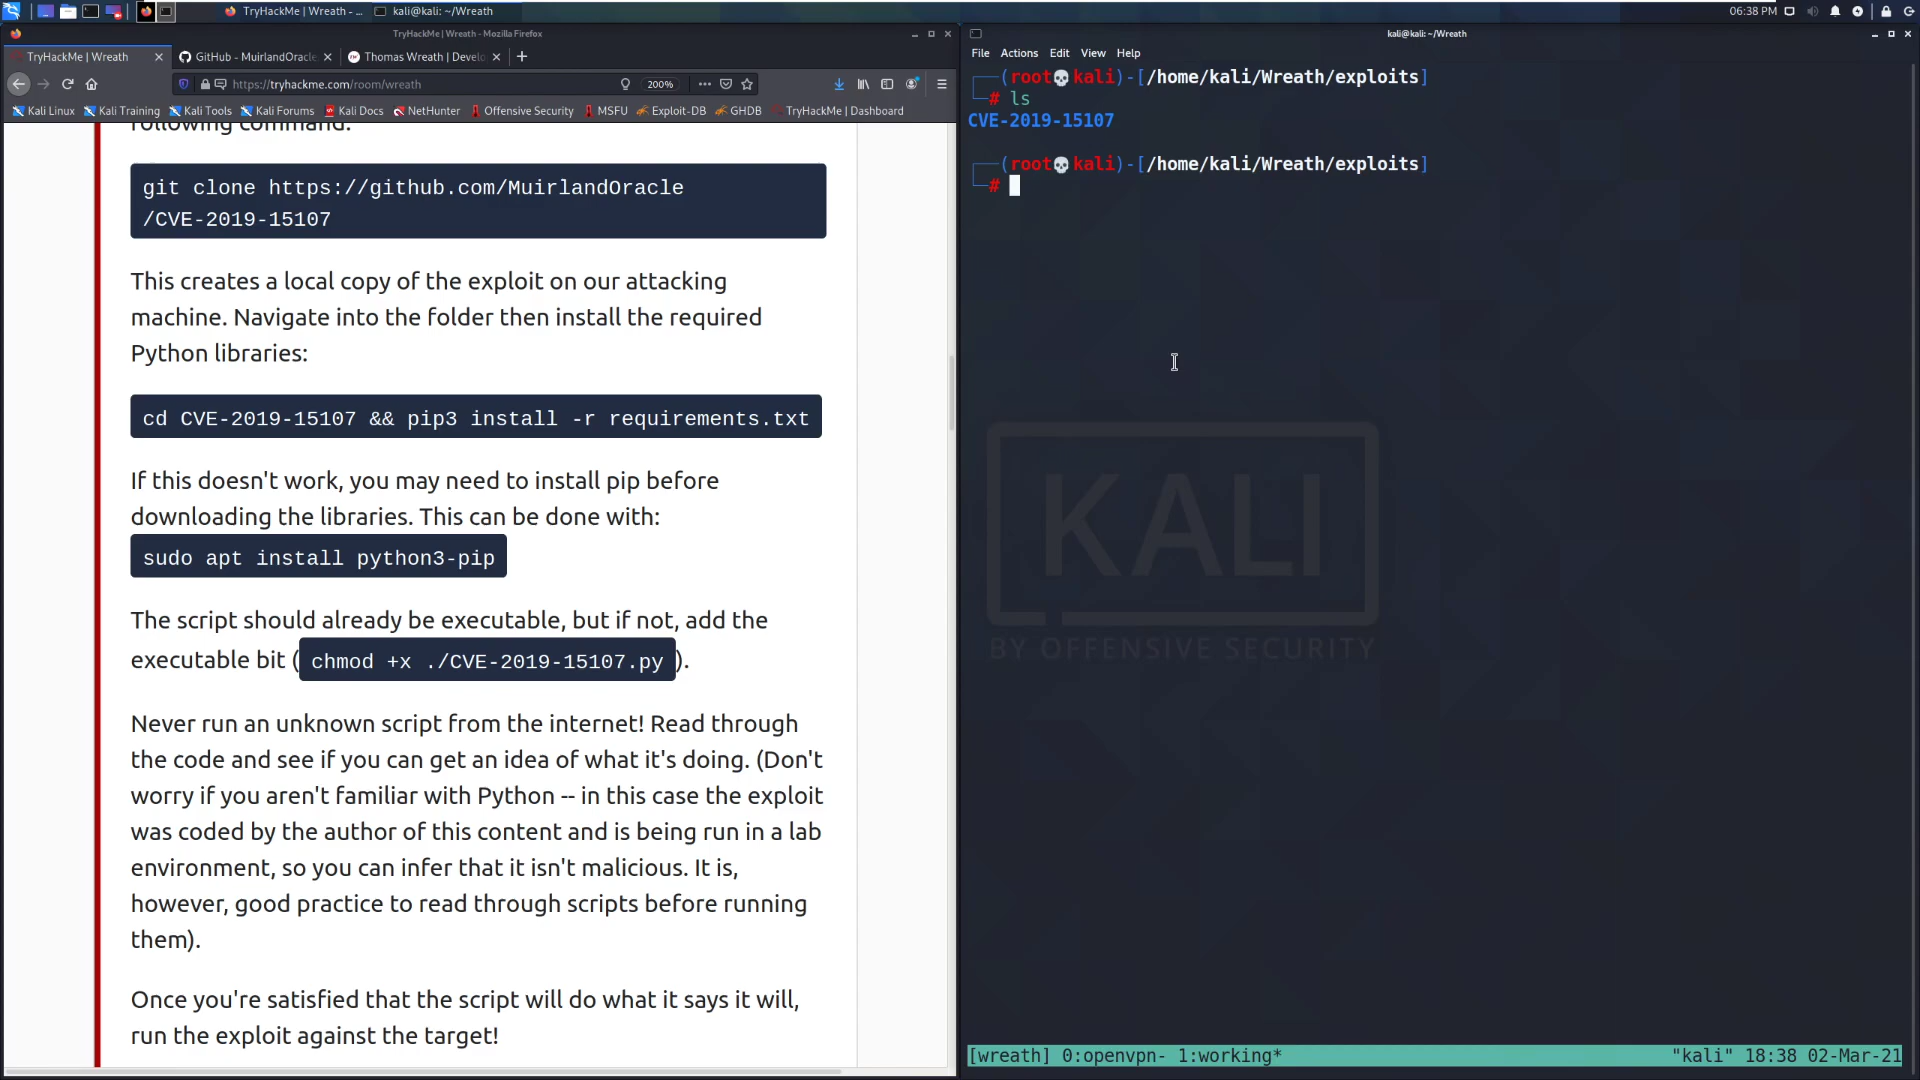 TryHackMe | Wreath - ...
kali@kali: ~/Wreath
06:38 PM
TryHackMe | Wreath - Mozilla Firefox
TryHackMe | Wreath
GitHub - MuirlandOracle
Thomas Wreath | Develo
https://tryhackme.com/room/wreath
200%
Kali Linux
Kali Training
Kali Tools
Kali Forums
Kali Docs
NetHunter
Offensive Security
MSFU
Exploit-DB
GHDB
TryHackMe | Dashboard
following command:
git clone https://github.com/MuirlandOracle
/CVE-2019-15107
This creates a local copy of the exploit on our attacking
machine. Navigate into the folder then install the required
Python libraries:
cd CVE-2019-15107 && pip3 install -r requirements.txt
If this doesn't work, you may need to install pip before
downloading the libraries. This can be done with:
sudo apt install python3-pip
The script should already be executable, but if not, add the
executable bit ( chmod +x ./CVE-2019-15107.py ).
Never run an unknown script from the internet! Read through
the code and see if you can get an idea of what it's doing. (Don't
worry if you aren't familiar with Python -- in this case the exploit
was coded by the author of this content and is being run in a lab
environment, so you can infer that it isn't malicious. It is,
however, good practice to read through scripts before running
them).
Once you're satisfied that the script will do what it says it will,
run the exploit against the target!
kali@kali: ~/Wreath
File Actions Edit View Help
(root💀kali)-[/home/kali/Wreath/exploits]
# ls
CVE-2019-15107
(root💀kali)-[/home/kali/Wreath/exploits]
#
KALI
BY OFFENSIVE SECURITY
[wreath] 0:openvpn- 1:working* "kali" 18:38 02-Mar-21